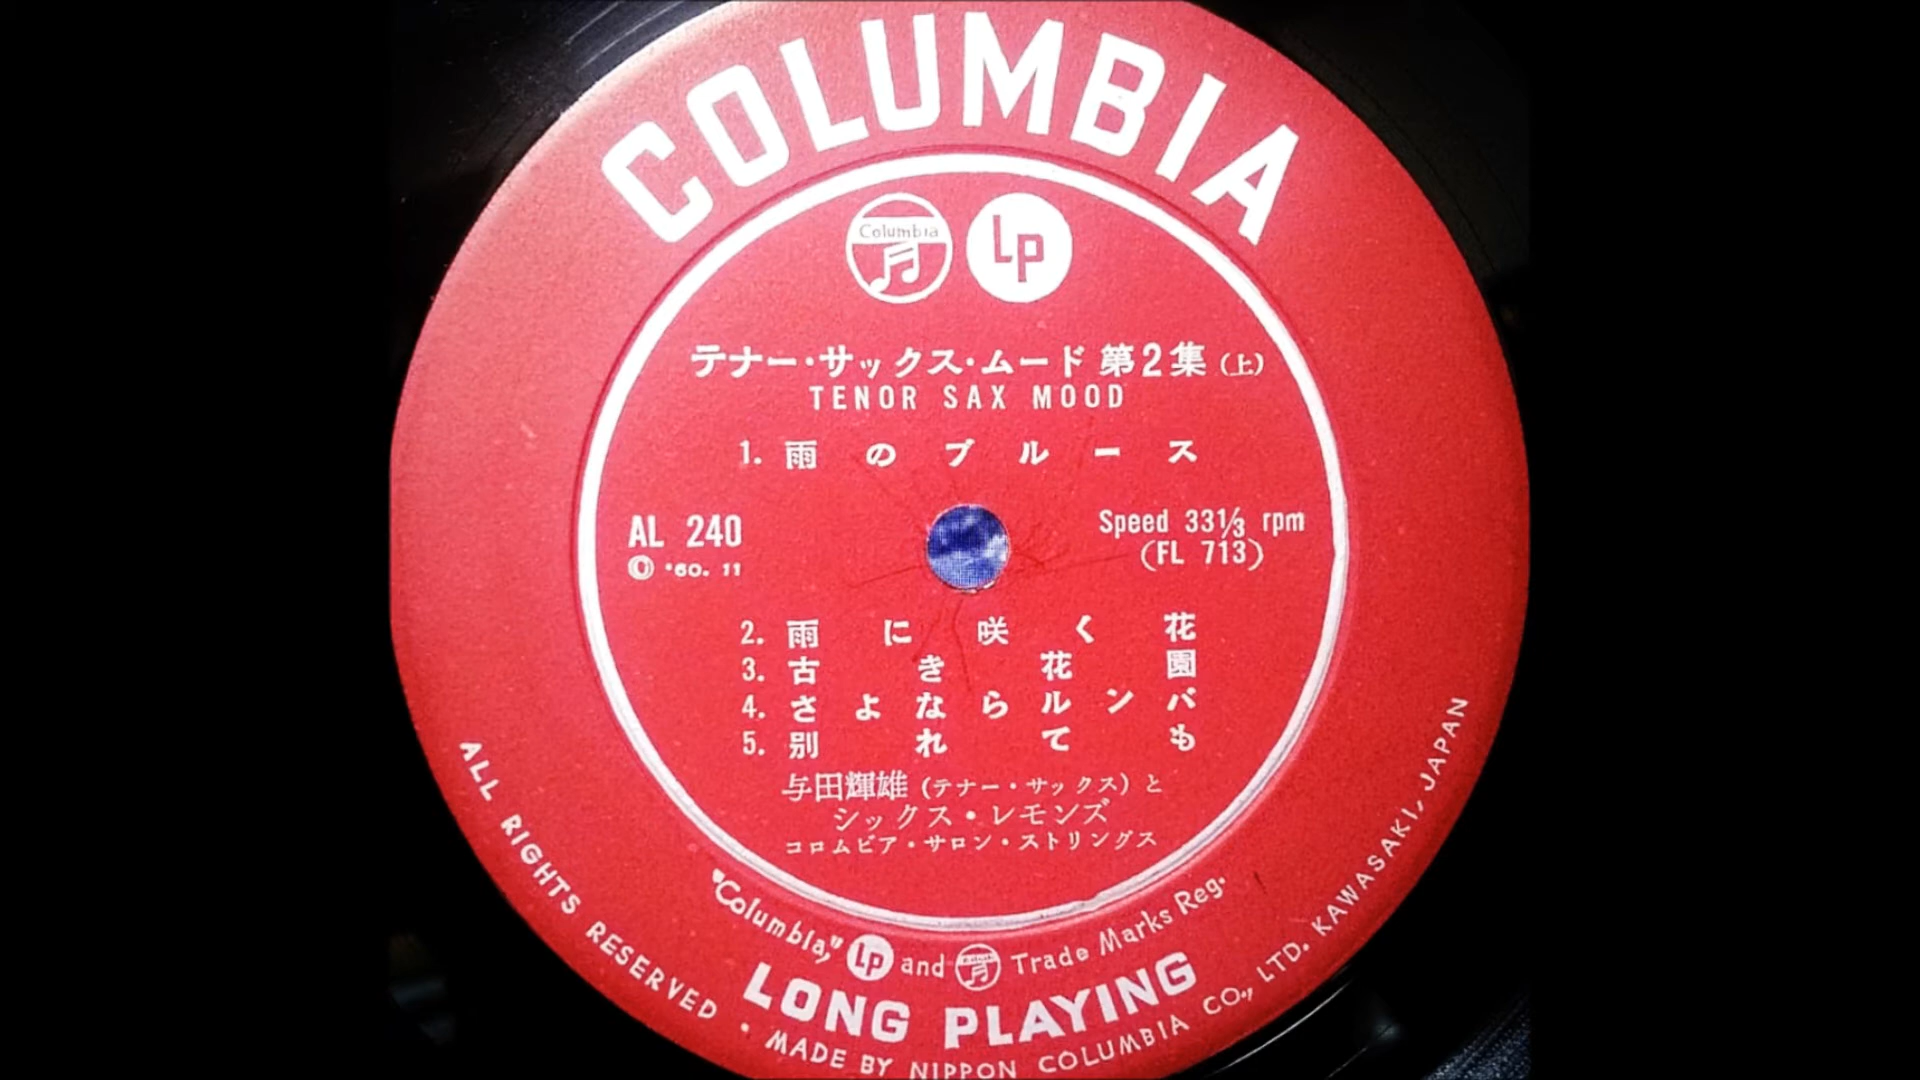 COLUMBIA
Columbia
LP
テナー・サックス・ムード 第2集 (上)
TENOR SAX MOOD
1. 雨のブルース
AL 240
Ⓒ '60. 11
Speed 33⅓ rpm
(FL 713)
2. 雨に咲く花
3. 古き花園
4. さよならルンバ
5. 別れても
与田輝雄 (テナー・サックス) と
シックス・レモンズ
コロムビア・サロン・ストリングス
"Columbia," LP and Trade Marks Reg.
LONG PLAYING
ALL RIGHTS RESERVED • MADE BY NIPPON COLUMBIA CO., LTD. KAWASAKI, JAPAN